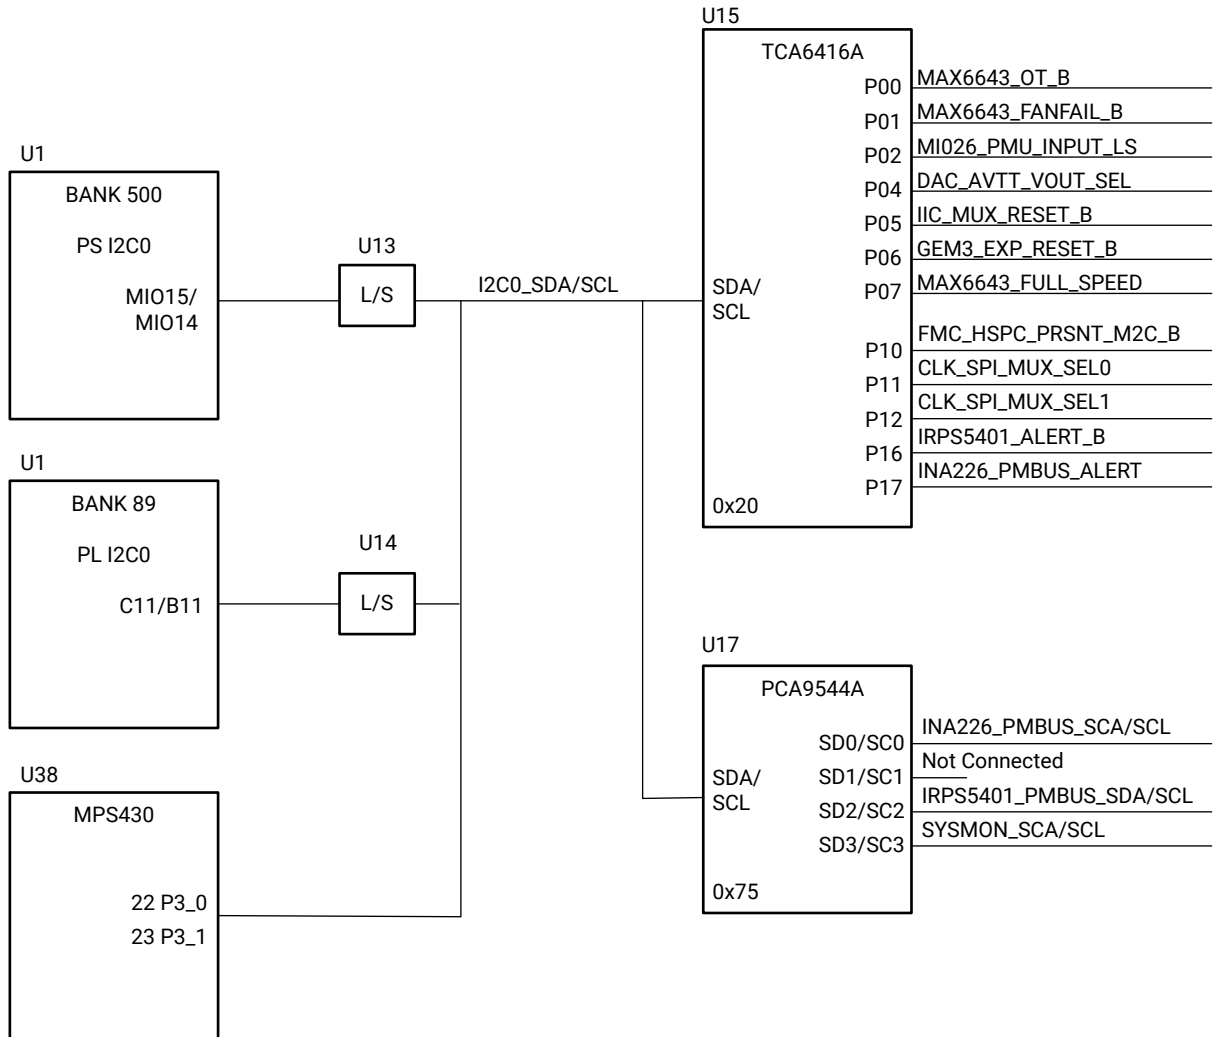 U1
BANK 500
PS I2C0
MIO15/
MIO14
U13
L/S
I2C0_SDA/SCL
U1
BANK 89
PL I2C0
C11/B11
U14
L/S
U38
MPS430
22 P3_0
23 P3_1
U15
TCA6416A
SDA/
SCL
P00 MAX6643_OT_B
P01 MAX6643_FANFAIL_B
P02 MI026_PMU_INPUT_LS
P04 DAC_AVTT_VOUT_SEL
P05 IIC_MUX_RESET_B
P06 GEM3_EXP_RESET_B
P07 MAX6643_FULL_SPEED
P10 FMC_HSPC_PRSNT_M2C_B
P11 CLK_SPI_MUX_SEL0
P12 CLK_SPI_MUX_SEL1
P16 IRPS5401_ALERT_B
P17 INA226_PMBUS_ALERT
0x20
U17
PCA9544A
SDA/
SCL
SD0/SC0 INA226_PMBUS_SCA/SCL
SD1/SC1 Not Connected
SD2/SC2 IRPS5401_PMBUS_SDA/SCL
SD3/SC3 SYSMON_SCA/SCL
0x75